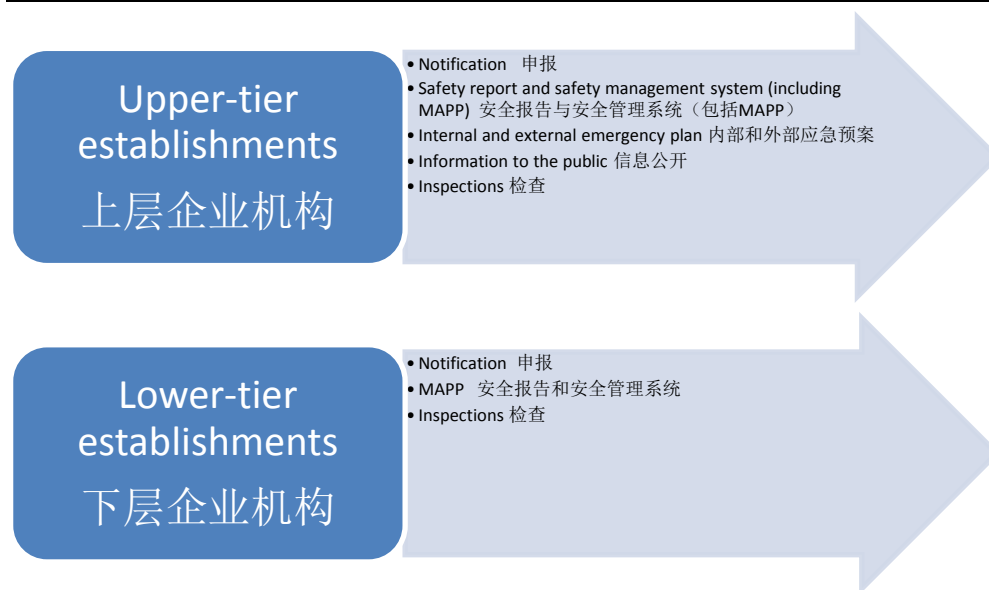 Upper-tier
establishments
上层企业机构
• Notification 申报
• Safety report and safety management system (including
MAPP) 安全报告与安全管理系统（包括MAPP）
• Internal and external emergency plan 内部和外部应急预案
• Information to the public 信息公开
• Inspections 检查
Lower-tier
establishments
下层企业机构
• Notification 申报
• MAPP 安全报告和安全管理系统
• Inspections 检查